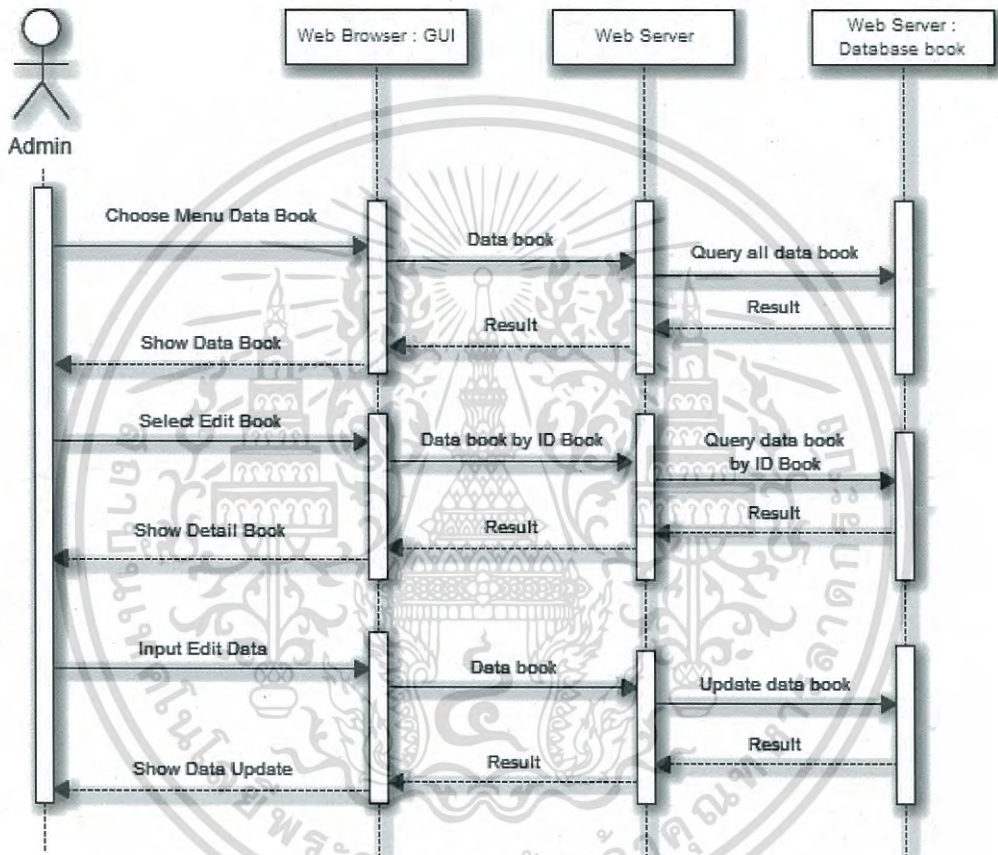 Web Browser : GUI
Web Server
Web Server :
Database book
Admin
Choose Menu Data Book
Data book
Query all data book
Result
Result
Show Data Book
Select Edit Book
Data book by ID Book
Query data book
by ID Book
Result
Result
Show Detail Book
Input Edit Data
Data book
Update data book
Result
Result
Show Data Update